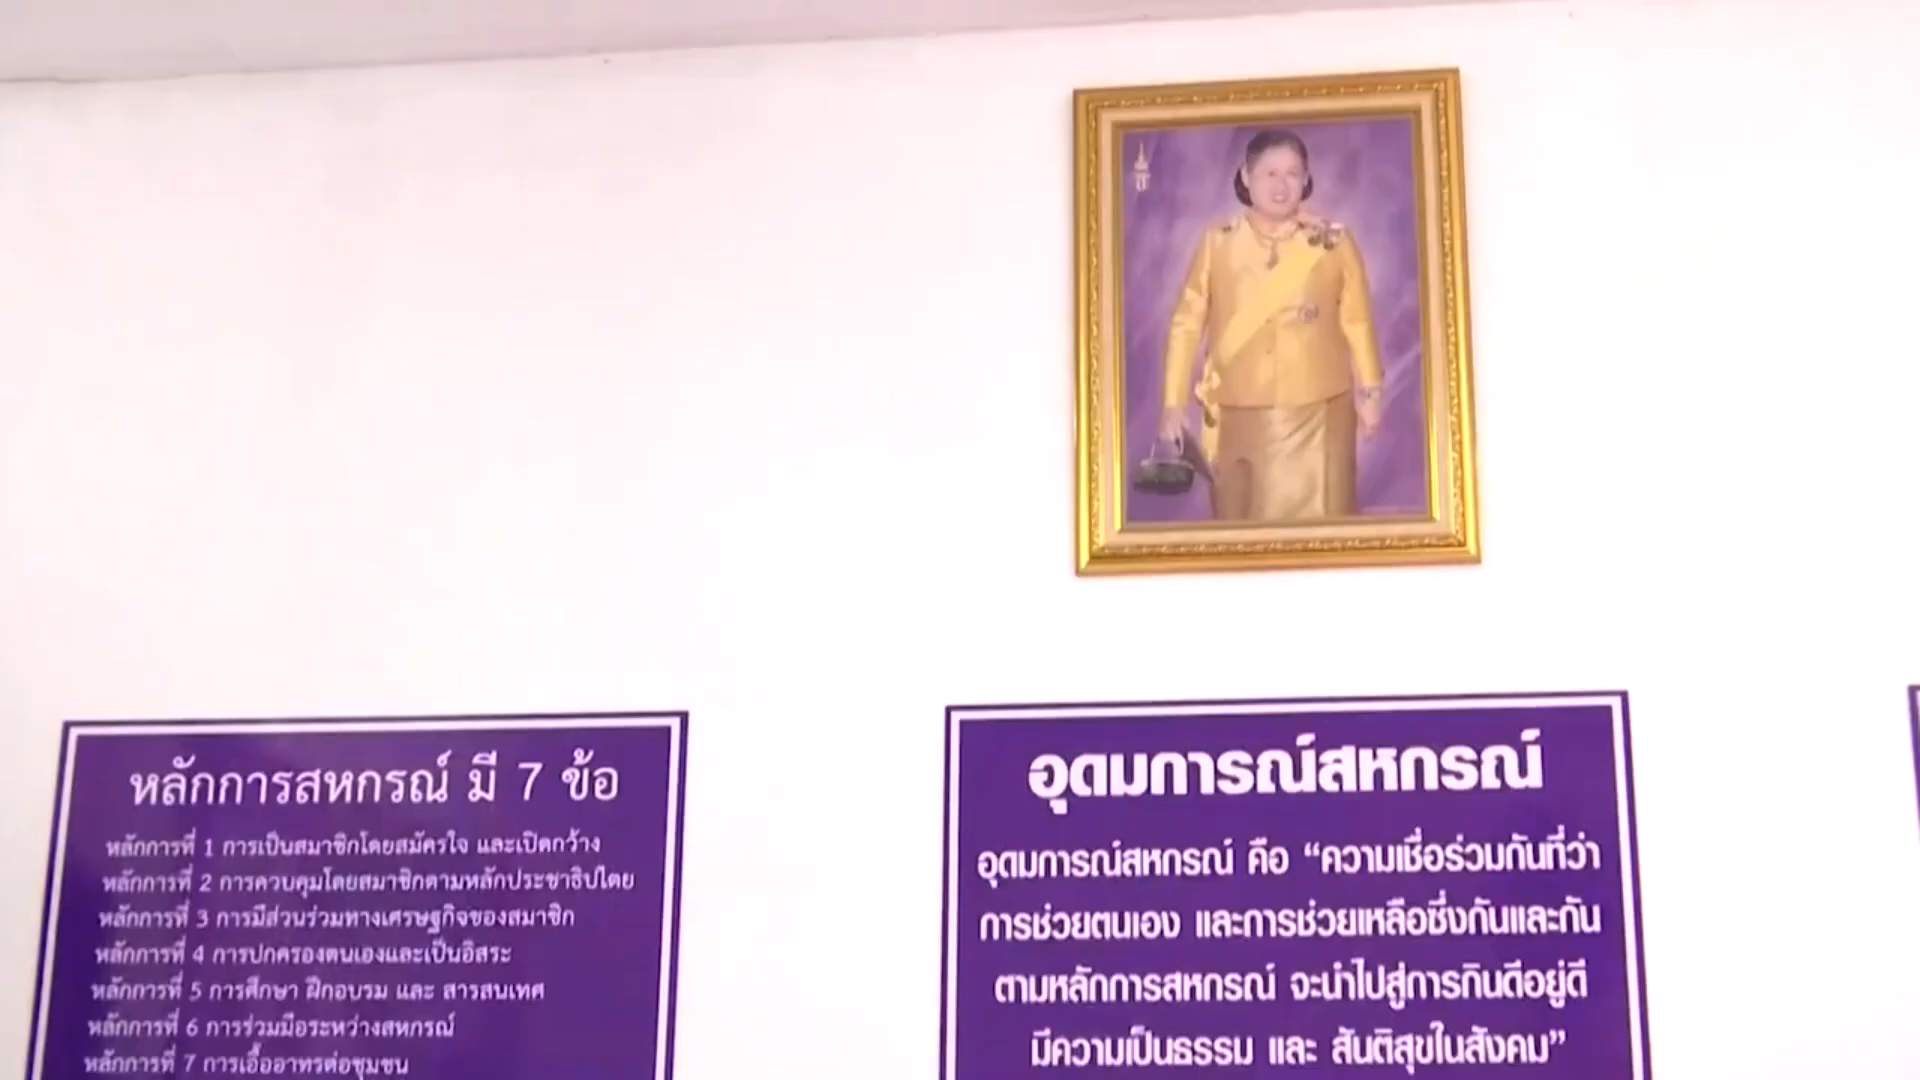 หลักการสหกรณ์ มี 7 ข้อ
หลักการที่ 1 การเป็นสมาชิกโดยสมัครใจ และเปิดกว้าง
หลักการที่ 2 การควบคุมโดยสมาชิกตามหลักประชาธิปไตย
หลักการที่ 3 การมีส่วนร่วมทางเศรษฐกิจของสมาชิก
หลักการที่ 4 การปกครองตนเองและเป็นอิสระ
หลักการที่ 5 การศึกษา ฝึกอบรม และ สารสนเทศ
หลักการที่ 6 การร่วมมือระหว่างสหกรณ์
หลักการที่ 7 การเอื้ออาทรต่อชุมชน
อุดมการณ์สหกรณ์
อุดมการณ์สหกรณ์ คือ “ความเชื่อร่วมกันที่ว่า
การช่วยตนเอง และการช่วยเหลือซึ่งกันและกัน
ตามหลักการสหกรณ์ จะนำไปสู่การกินดีอยู่ดี
มีความเป็นธรรม และ สันติสุขในสังคม”